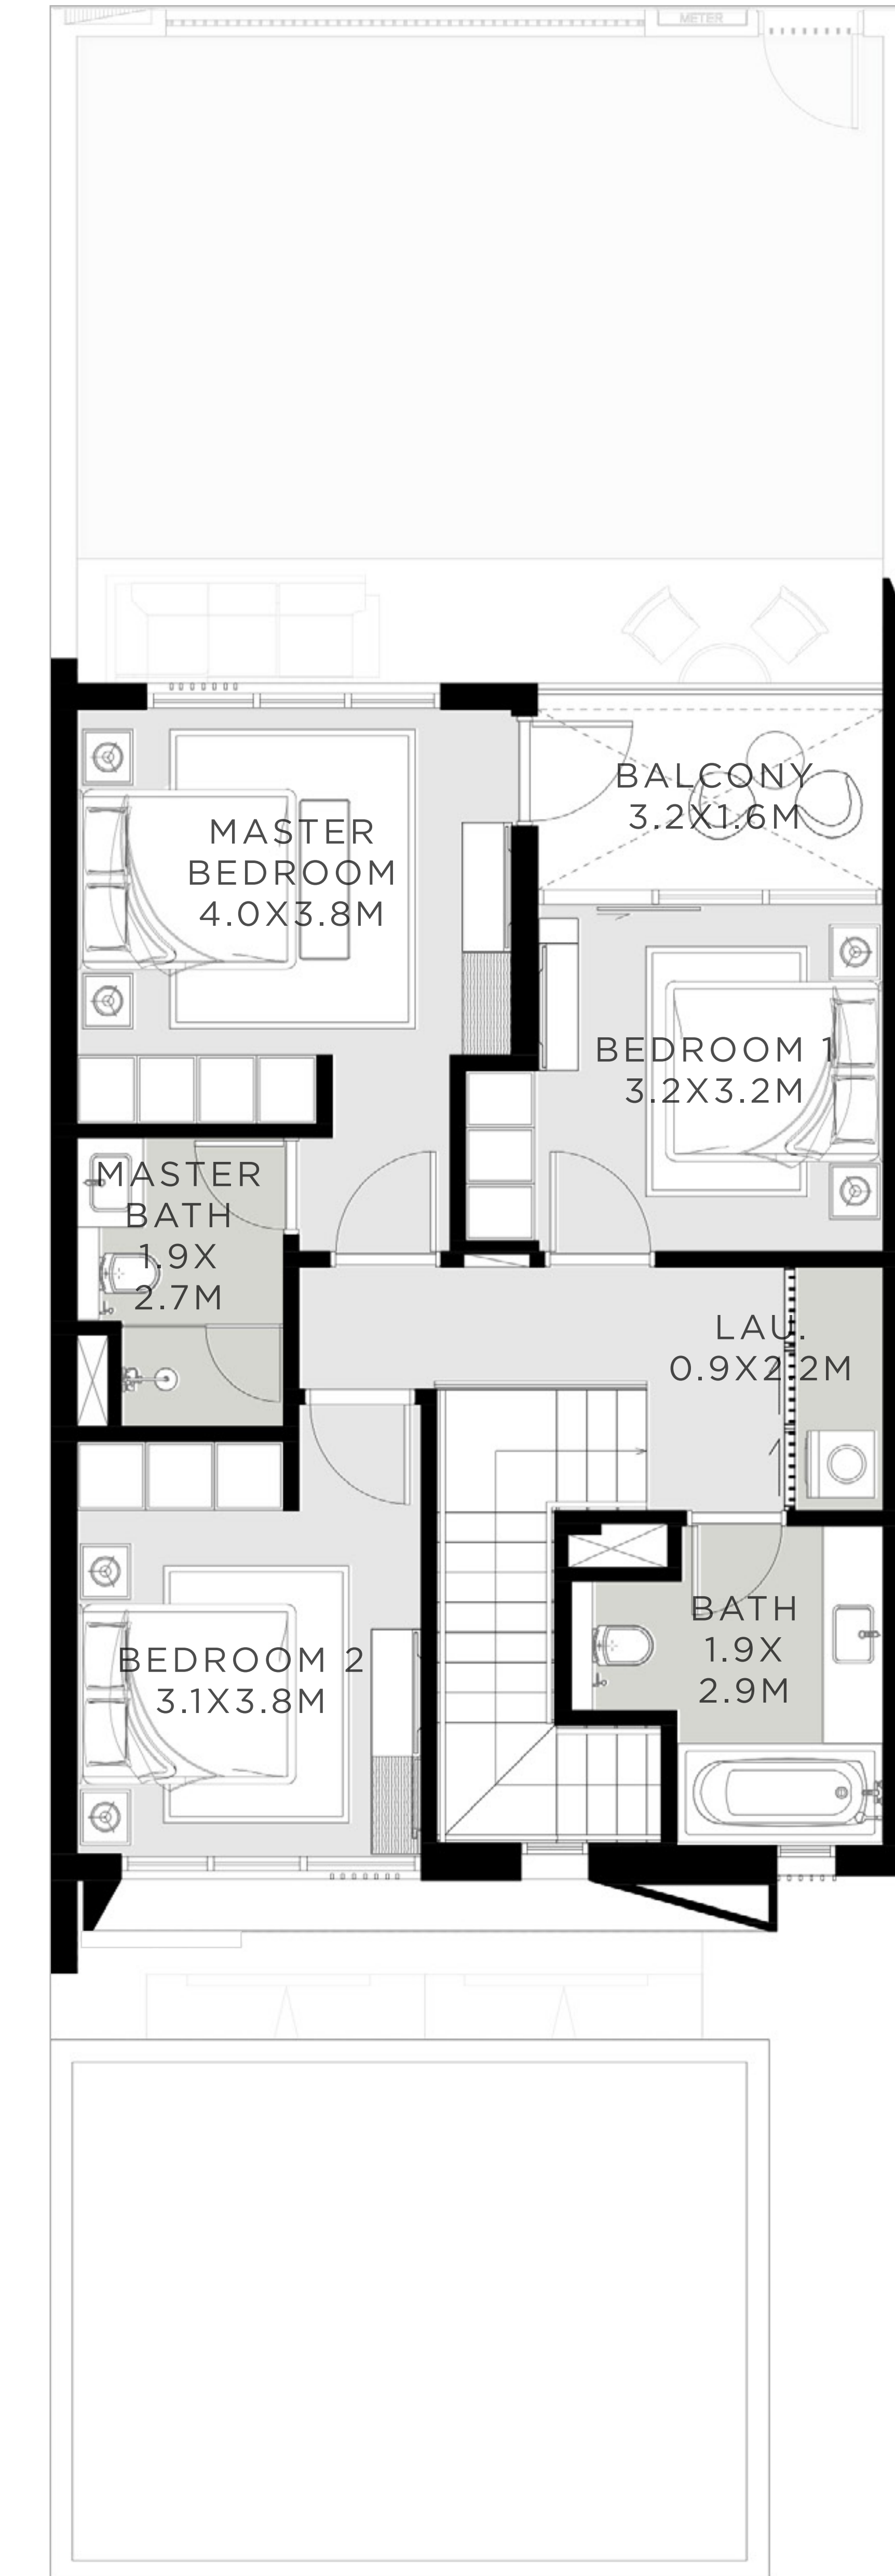 METER
BALCONY
3.2X1.6M
MASTER
BEDROOM
4.0X3.8M
BEDROOM 1
3.2X3.2M
MASTER
BATH
1.9X
2.7M
LAU.
0.9X2.2M
BATH
1.9X
2.9M
BEDROOM 2
3.1X3.8M